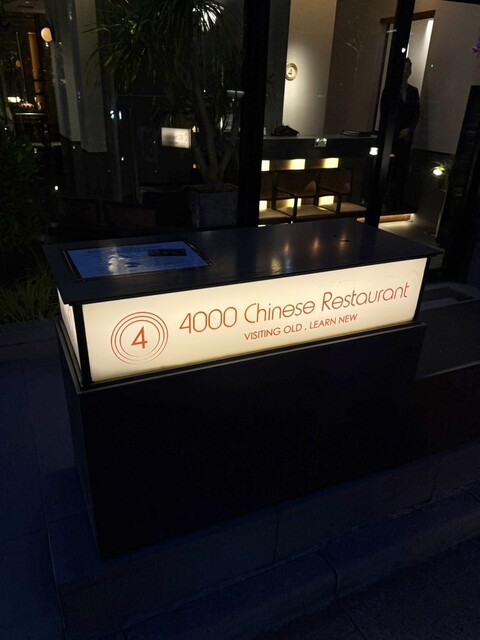 4
4000 Chinese Restaurant
VISITING OLD . LEARN NEW